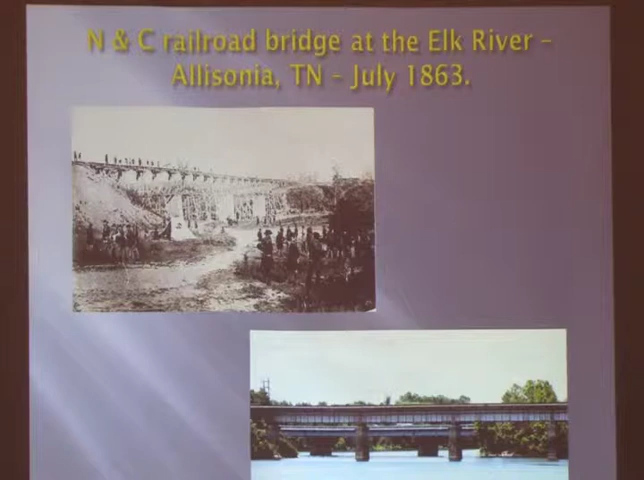 N & C railroad bridge at the Elk River –
Allisonia, TN – July 1863.